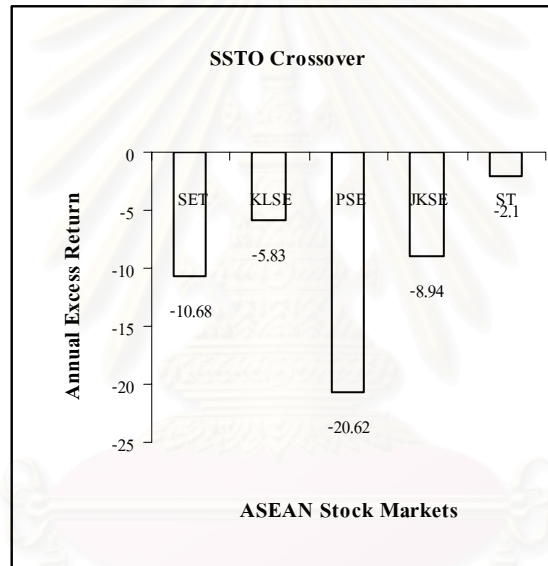 SSTO Crossover
0
-5
-10
-15
-20
-25
Annual Excess Return
SET KLSE PSE JKSE ST
-10.68
-5.83
-20.62
-8.94
-2.1
ASEAN Stock Markets